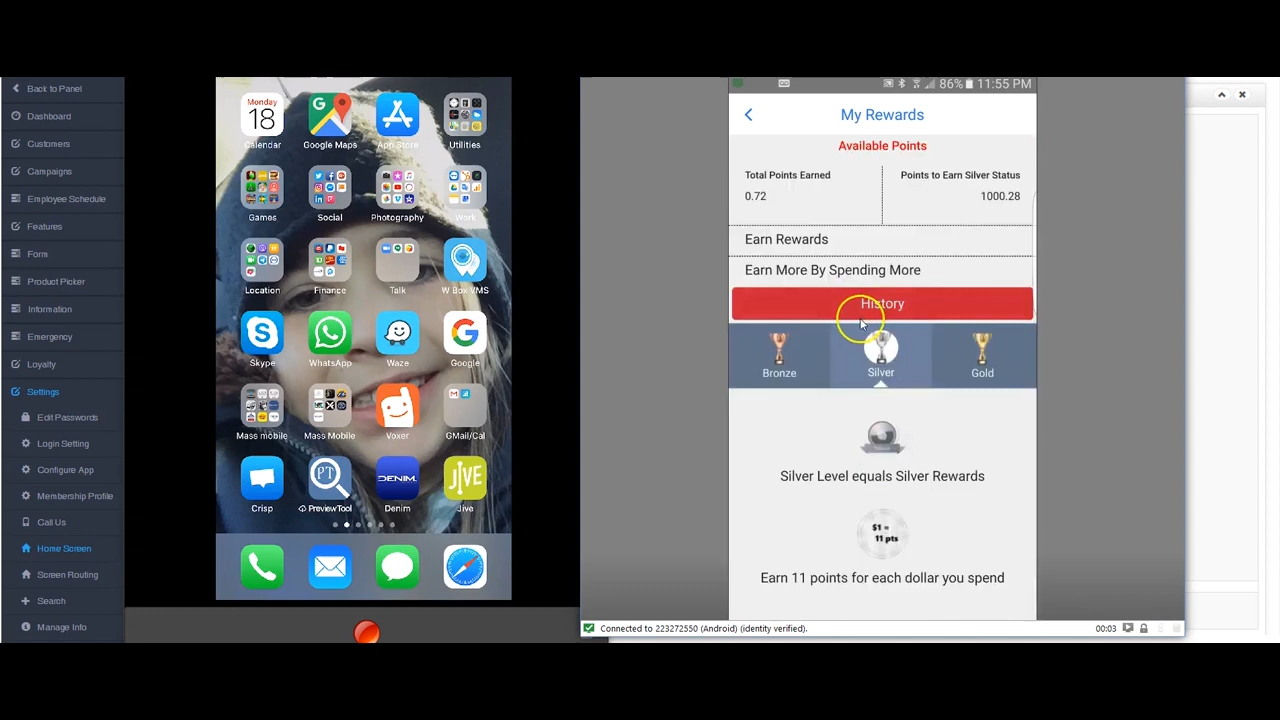 Back to Panel
Dashboard
Customers
Campaigns
Employee Schedule
Features
Form
Product Picker
Information
Emergency
Loyalty
Settings
Edit Passwords
Login Setting
Configure App
Membership Profile
Call Us
Home Screen
Screen Routing
Search
Manage Info
Monday
18
Calendar
Google Maps
App Store
Utilities
Games
Social
Photography
Work
Location
Finance
Talk
W Box VMS
Skype
WhatsApp
Waze
Google
Mass mobile
Mass Mobile
Voxer
GMail/Cal
PT
DENIM.
JIVE
Crisp
PreviewTool
Denim
Jive
86% 11:55 PM
My Rewards
Available Points
Total Points Earned
Points to Earn Silver Status
0.72
1000.28
Earn Rewards
Earn More By Spending More
History
Bronze
Silver
Gold
Silver Level equals Silver Rewards
$1 =
11 pts
Earn 11 points for each dollar you spend
Connected to 223272550 (Android) (identity verified).
00:03